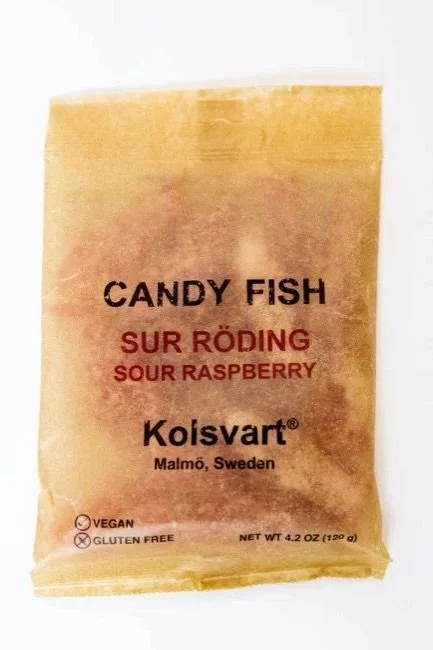 CANDY FISH
SUR RÖDING
SOUR RASPBERRY
Kolsvart®
Malmö, Sweden
VEGAN
GLUTEN FREE
NET WT 4.2 OZ (120 g)